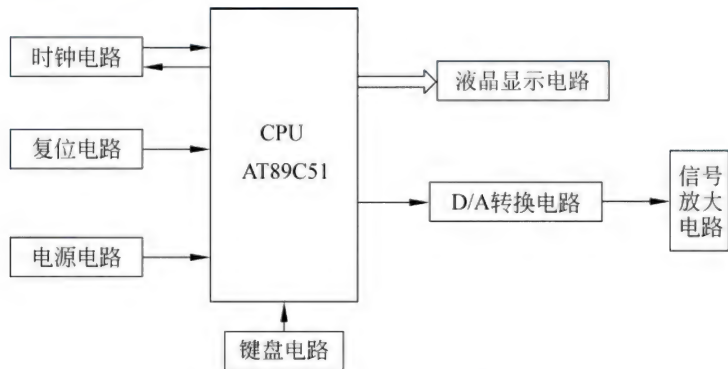 时钟电路
复位电路
电源电路
CPU
AT89C51
键盘电路
液晶显示电路
D/A转换电路
信号
放大
电路